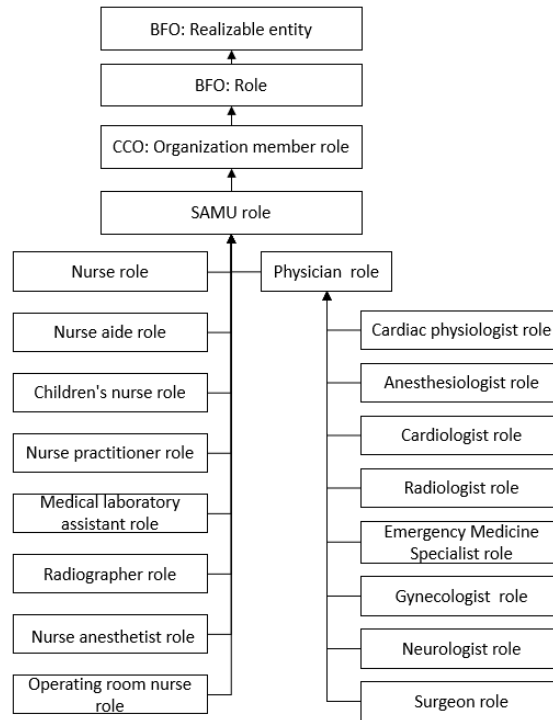 BFO: Realizable entity
BFO: Role
CCO: Organization member role
SAMU role
Nurse role
Physician role
Nurse aide role
Cardiac physiologist role
Children's nurse role
Anesthesiologist role
Nurse practitioner role
Cardiologist role
Medical laboratory
assistant role
Radiologist role
Radiographer role
Emergency Medicine
Specialist role
Nurse anesthetist role
Gynecologist role
Operating room nurse
role
Neurologist role
Surgeon role